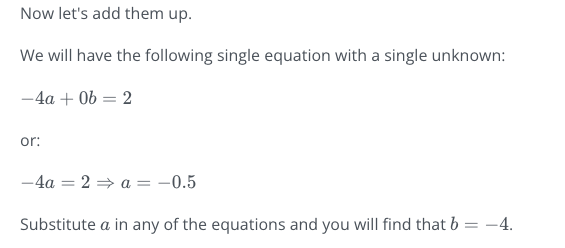 Now let's add them up.
We will have the following single equation with a single unknown:
−4a + 0b = 2
or:
−4a = 2 ⇒ a = −0.5
Substitute a in any of the equations and you will find that b = −4.